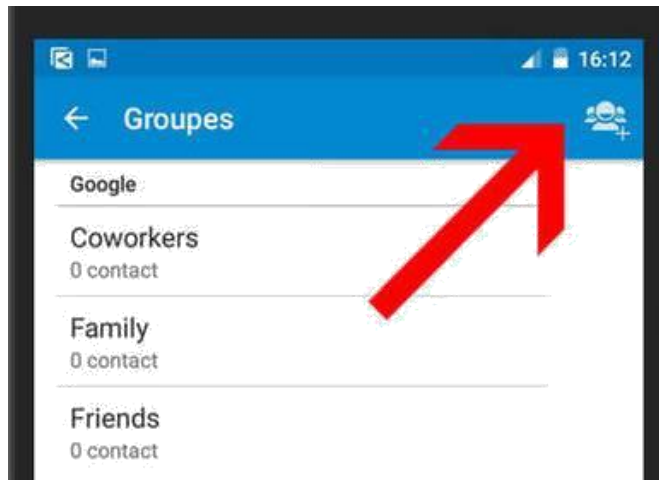 16:12
Groupes
Google
Coworkers
0 contact
Family
0 contact
Friends
0 contact